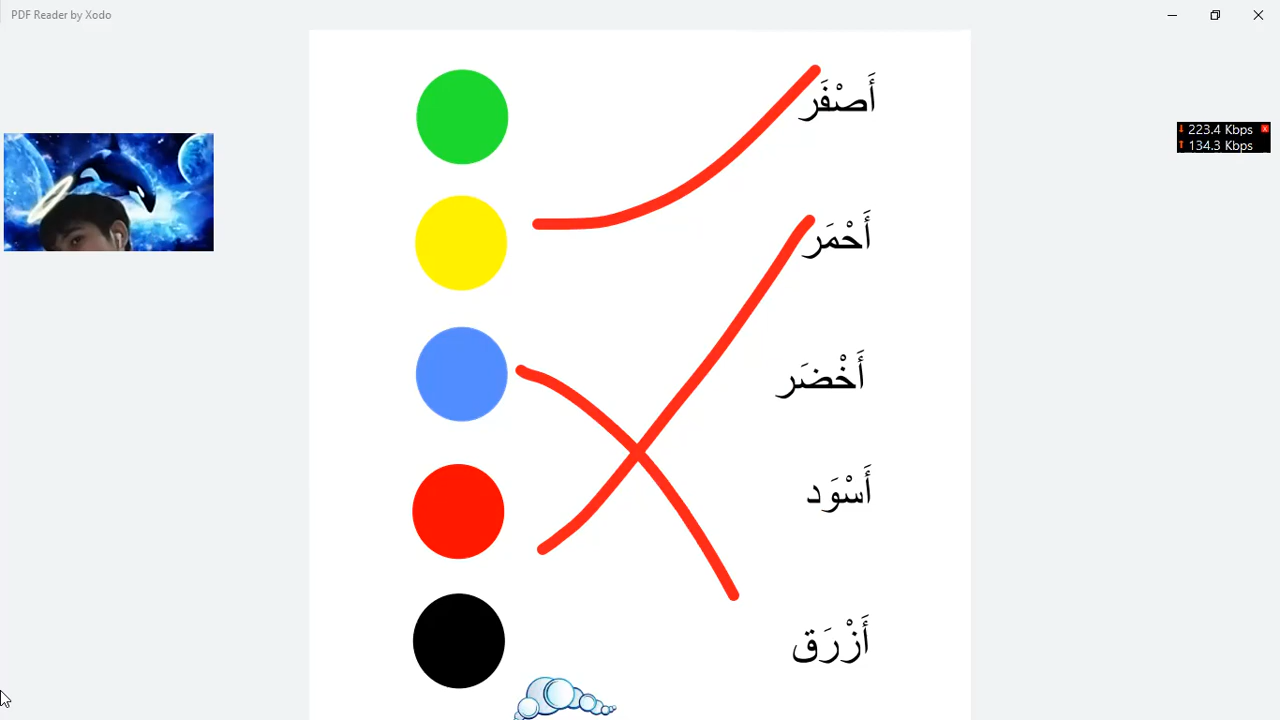 PDF Reader by Xodo
223.4 Kbps
134.3 Kbps
أَصْفَر
أَحْمَر
أَخْضَر
أَسْوَد
أَزْرَق